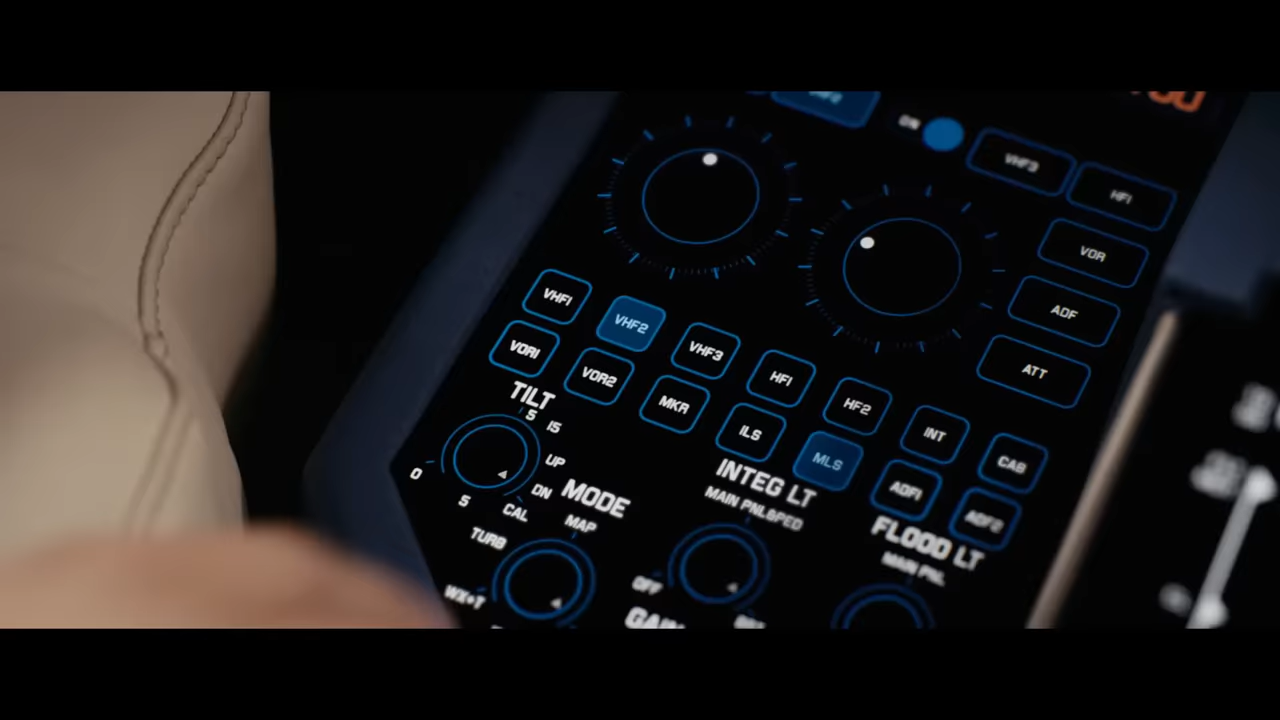 ON
VHF3
HF1
VOR
ADF
ATT
VHF1
VHF2
VHF3
HF1
HF2
INT
CAB
VOR1
VOR2
MKR
ILS
MLS
ADF1
ADF2
TILT
5
15
UP
DN
0
5
MODE
CAL
MAP
TURB
WX+T
INTEG LT
MAIN PNL&PED
OFF
FLOOD LT
MAIN PNL
GAIN